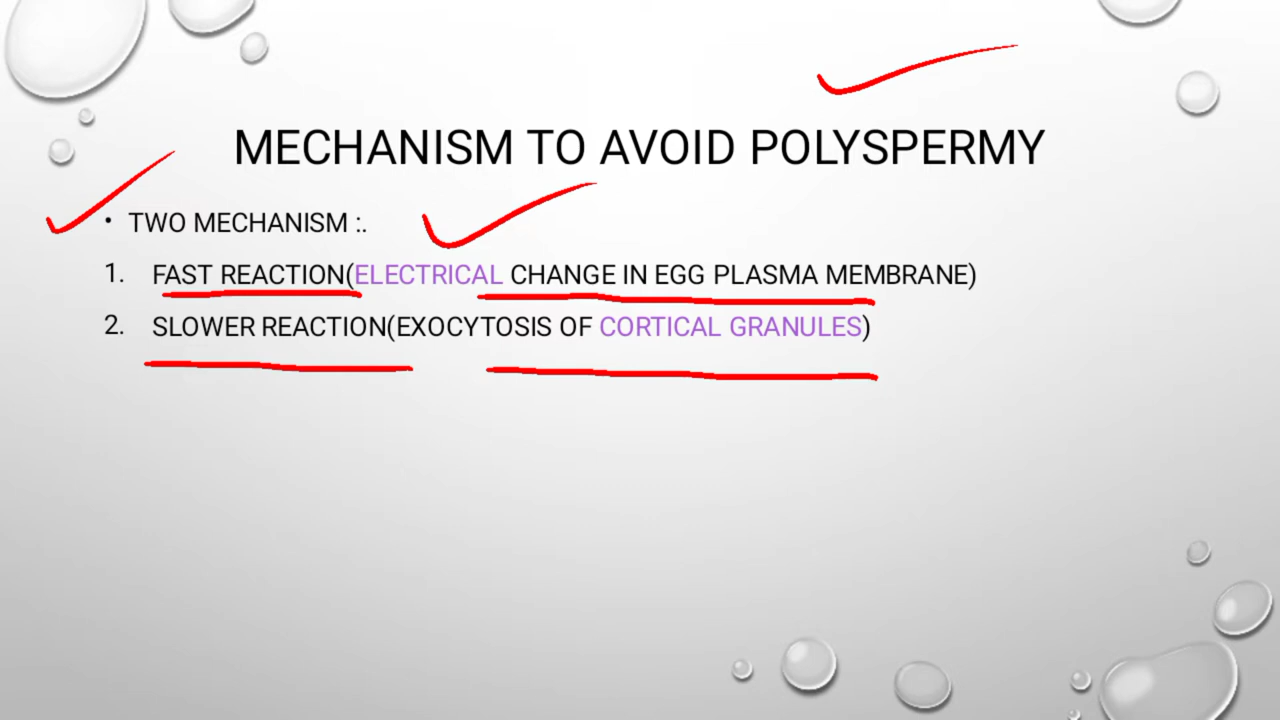 MECHANISM TO AVOID POLYSPERMY
• TWO MECHANISM :.
1. FAST REACTION(ELECTRICAL CHANGE IN EGG PLASMA MEMBRANE)
2. SLOWER REACTION(EXOCYTOSIS OF CORTICAL GRANULES)